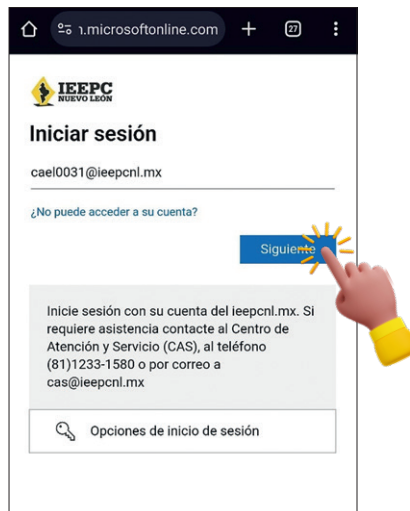 ɿ.microsoftonline.com + 27
IEEPC
NUEVO LEÓN
Iniciar sesión
cael0031@ieepcnl.mx
¿No puede acceder a su cuenta?
Siguiente
Inicie sesión con su cuenta del ieepcnl.mx. Si
requiere asistencia contacte al Centro de
Atención y Servicio (CAS), al teléfono
(81)1233-1580 o por correo a
cas@ieepcnl.mx
Opciones de inicio de sesión